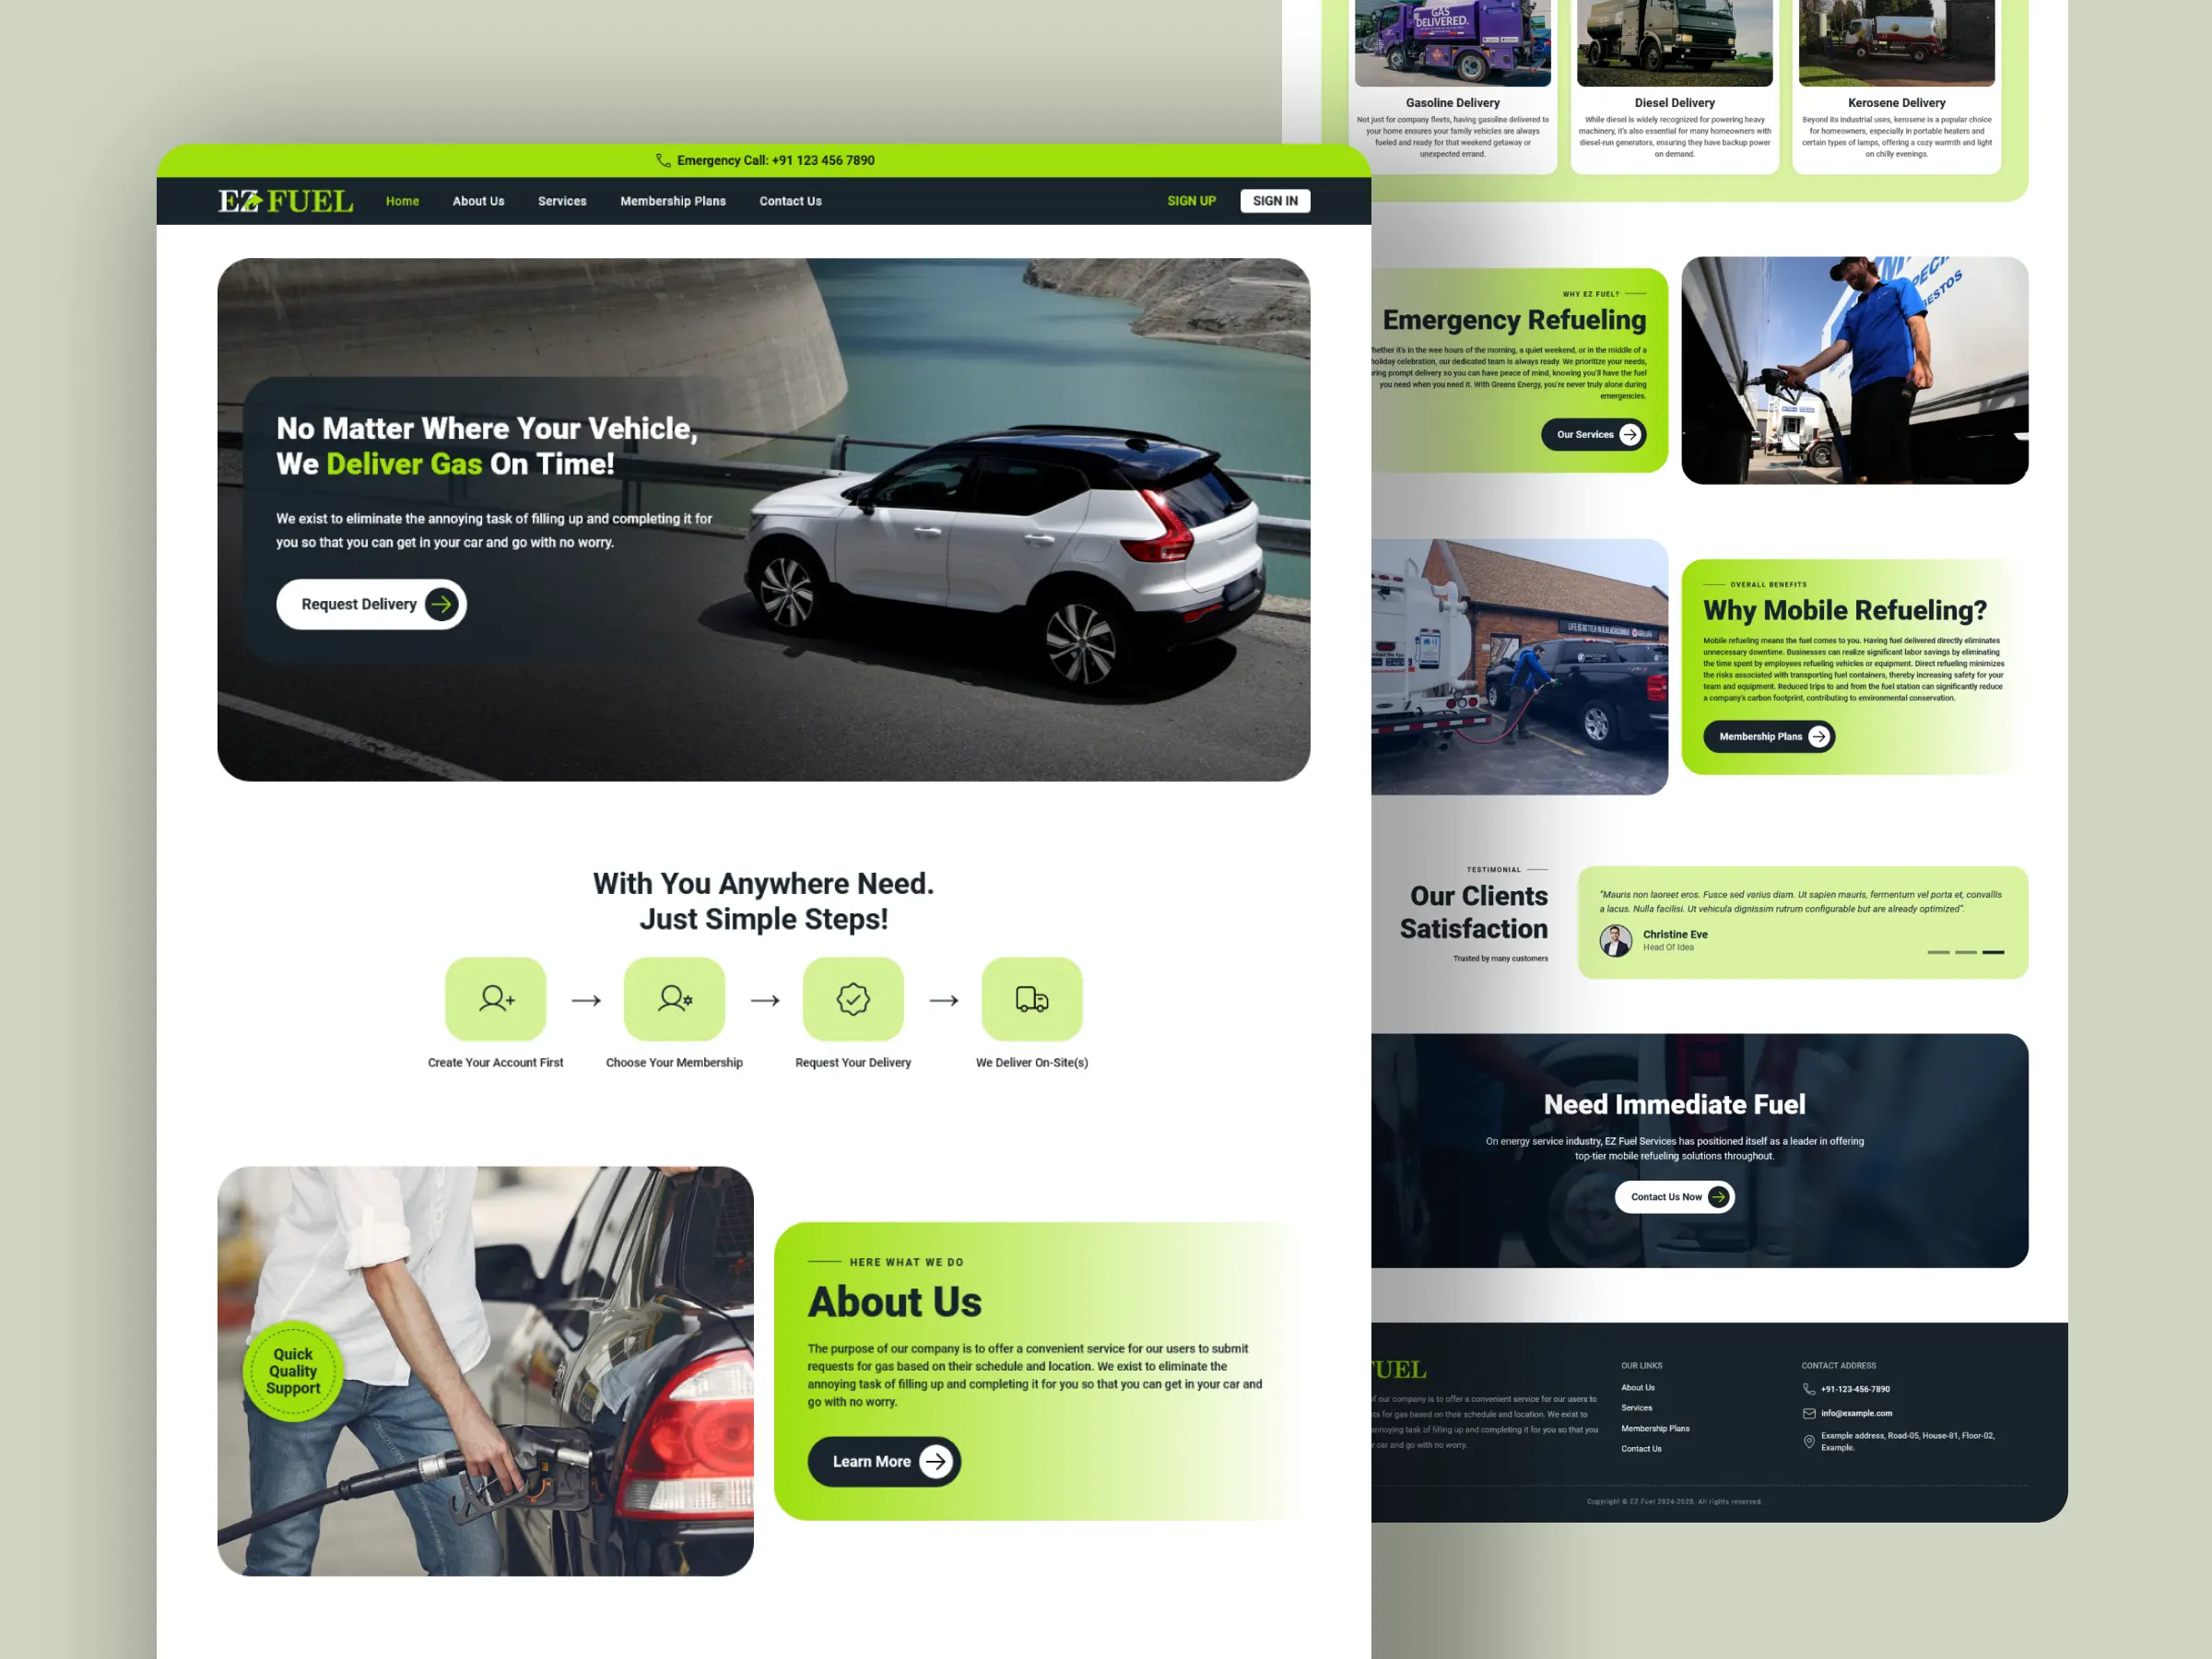 Emergency Call: +91 123 456 7890
EZ FUEL
Home
About Us
Services
Membership Plans
Contact Us
SIGN UP
SIGN IN
No Matter Where Your Vehicle,
We Deliver Gas On Time!
We exist to eliminate the annoying task of filling up and completing it for
you so that you can get in your car and go with no worry.
Request Delivery
With You Anywhere Need.
Just Simple Steps!
Create Your Account First
Choose Your Membership
Request Your Delivery
We Deliver On-Site(s)
Quick
Quality
Support
HERE WHAT WE DO
About Us
The purpose of our company is to offer a convenient service for our users to submit
requests for gas based on their schedule and location. We exist to eliminate the
annoying task of filling up and completing it for you so that you can get in your car and
go with no worry.
Learn More
GAS
DELIVERED.
Gasoline Delivery
Not just for company fleets, having gasoline delivered to
your home ensures your family vehicles are always
fueled and ready for that weekend getaway or
unexpected errand.
Diesel Delivery
While diesel is widely recognized for powering heavy
machinery, it's also essential for many homeowners with
diesel-run generators, ensuring they have backup power
on demand.
Kerosene Delivery
Beyond its industrial uses, kerosene is a popular choice
for homeowners, especially in portable heaters and
certain types of lamps, offering a cozy warmth and light
on chilly evenings.
WHY EZ FUEL?
Emergency Refueling
hether it's in the wee hours of the morning, a quiet weekend, or in the middle of a
holiday celebration, our dedicated team is always ready. We prioritize your needs,
ring prompt delivery so you can have peace of mind, knowing you'll have the fuel
you need when you need it. With Greens Energy, you're never truly alone during
emergencies.
Our Services
OVERALL BENEFITS
Why Mobile Refueling?
Mobile refueling means the fuel comes to you. Having fuel delivered directly eliminates
unnecessary downtime. Businesses can realize significant labor savings by eliminating
the time spent by employees refueling vehicles or equipment. Direct refueling minimizes
the risks associated with transporting fuel containers, thereby increasing safety for your
team and equipment. Reduced trips to and from the fuel station can significantly reduce
a company's carbon footprint, contributing to environmental conservation.
Membership Plans
TESTIMONIAL
Our Clients
Satisfaction
Trusted by many customers
"Mauris non laoreet eros. Fusce sed varius diam. Ut sapien mauris, fermentum vel porta et, convallis
a lacus. Nulla facilisi. Ut vehicula dignissim rutrum configurable but are already optimized".
Christine Eve
Head Of Idea
Need Immediate Fuel
On energy service industry, EZ Fuel Services has positioned itself as a leader in offering
top-tier mobile refueling solutions throughout.
Contact Us Now
FUEL
of our company is to offer a convenient service for our users to
ts for gas based on their schedule and location. We exist to
annoying task of filling up and completing it for you so that you
r car and go with no worry.
OUR LINKS
About Us
Services
Membership Plans
Contact Us
CONTACT ADDRESS
+91-123-456-7890
info@example.com
Example address, Road-05, House-81, Floor-02,
Example.
Copyright © EZ Fuel 2024-2028. All rights reserved.